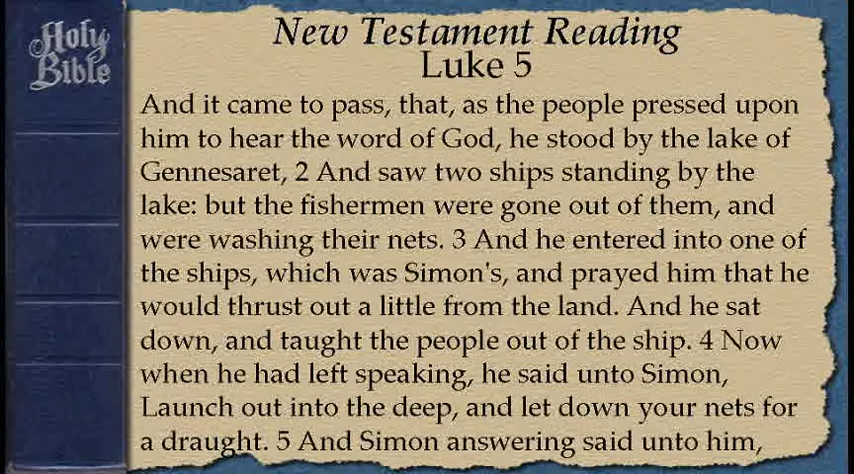 Holy
Bible
New Testament Reading
Luke 5
And it came to pass, that, as the people pressed upon
him to hear the word of God, he stood by the lake of
Gennesaret, 2 And saw two ships standing by the
lake: but the fishermen were gone out of them, and
were washing their nets. 3 And he entered into one of
the ships, which was Simon's, and prayed him that he
would thrust out a little from the land. And he sat
down, and taught the people out of the ship. 4 Now
when he had left speaking, he said unto Simon,
Launch out into the deep, and let down your nets for
a draught. 5 And Simon answering said unto him,